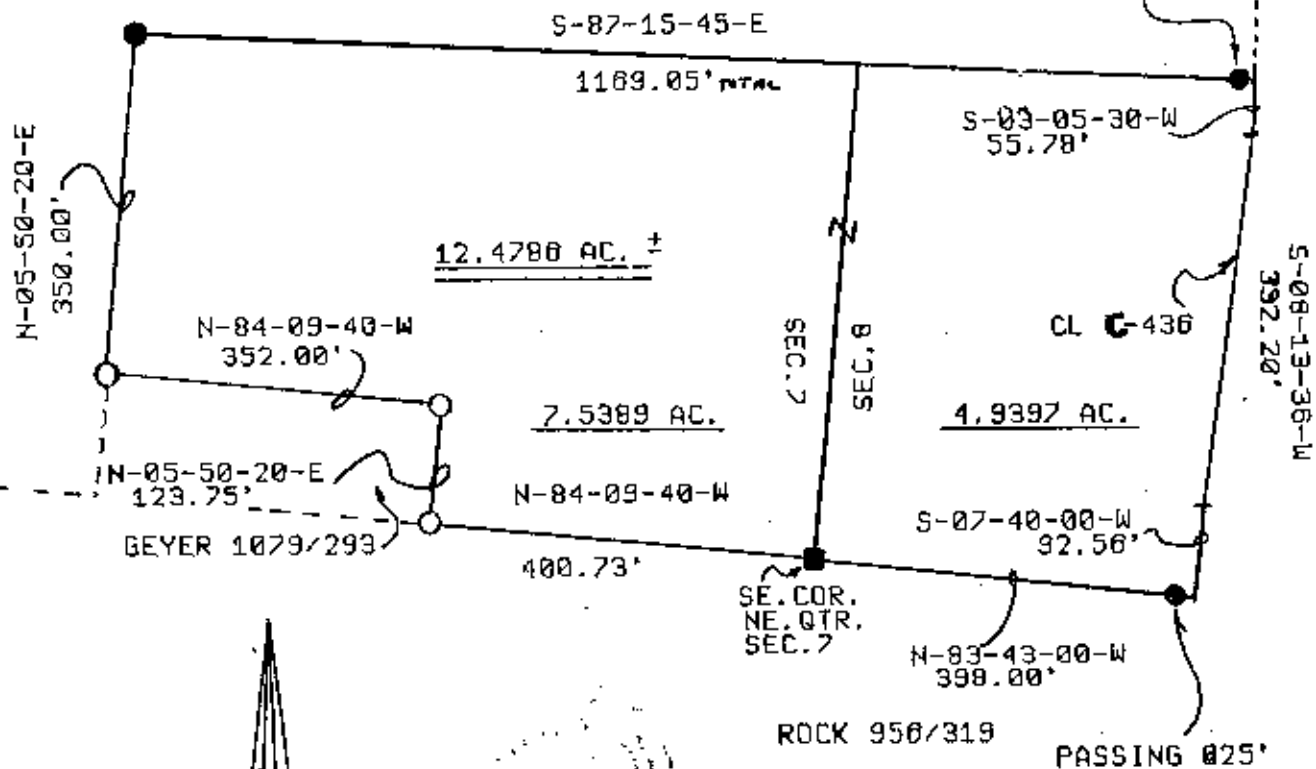 S-87-15-45-E
1169.05' TOTAL
S-03-05-30-W
55.78'
N-05-50-20-E
350.00'
12.4786 AC. ±
N-84-09-40-W
352.00'
SEC.7
SEC.8
CL C-436
S-08-13-36-W
392.20'
7.5389 AC.
4.9397 AC.
N-05-50-20-E
123.75'
N-84-09-40-W
S-07-40-00-W
92.56'
GEYER 1079/293
400.73'
SE.COR.
NE.QTR.
SEC.7
N-83-43-00-W
398.00'
ROCK 956/319
PASSING @25'